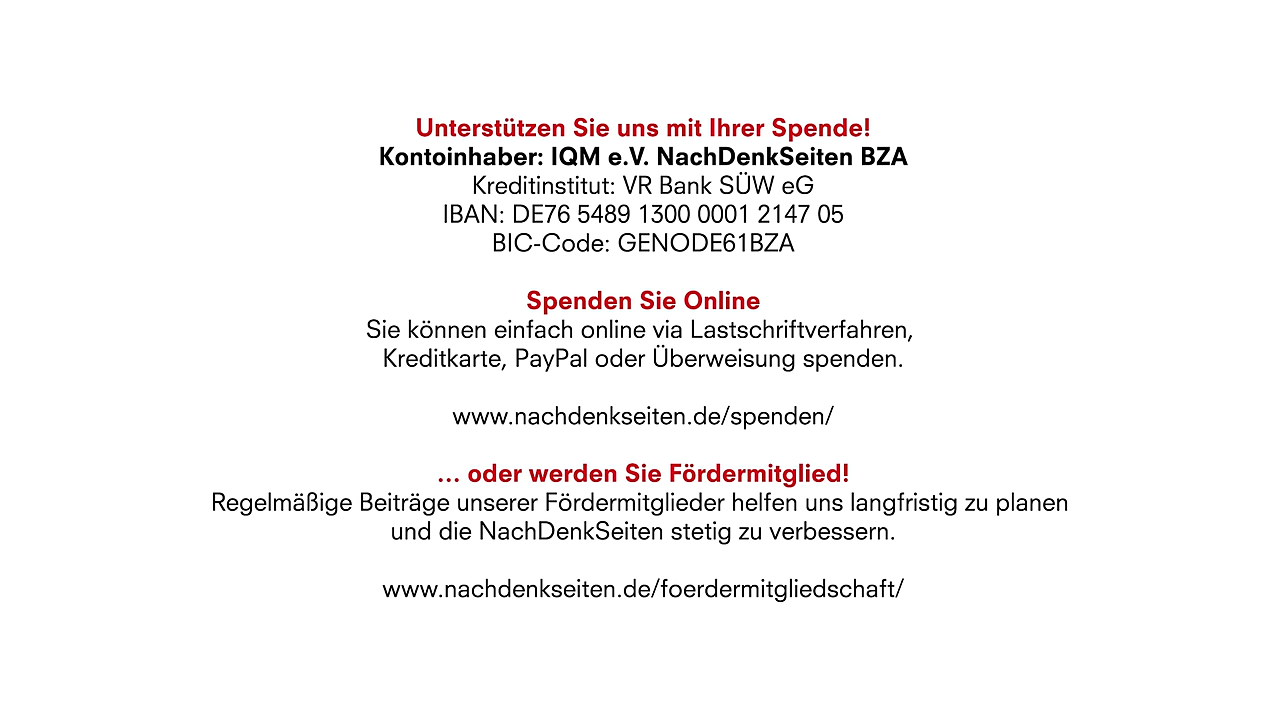 Unterstützen Sie uns mit Ihrer Spende!
Kontoinhaber: IQM e.V. NachDenkSeiten BZA
Kreditinstitut: VR Bank SÜW eG
IBAN: DE76 5489 1300 0001 2147 05
BIC-Code: GENODE61BZA
Spenden Sie Online
Sie können einfach online via Lastschriftverfahren,
Kreditkarte, PayPal oder Überweisung spenden.
www.nachdenkseiten.de/spenden/
... oder werden Sie Fördermitglied!
Regelmäßige Beiträge unserer Fördermitglieder helfen uns langfristig zu planen
und die NachDenkSeiten stetig zu verbessern.
www.nachdenkseiten.de/foerdermitgliedschaft/